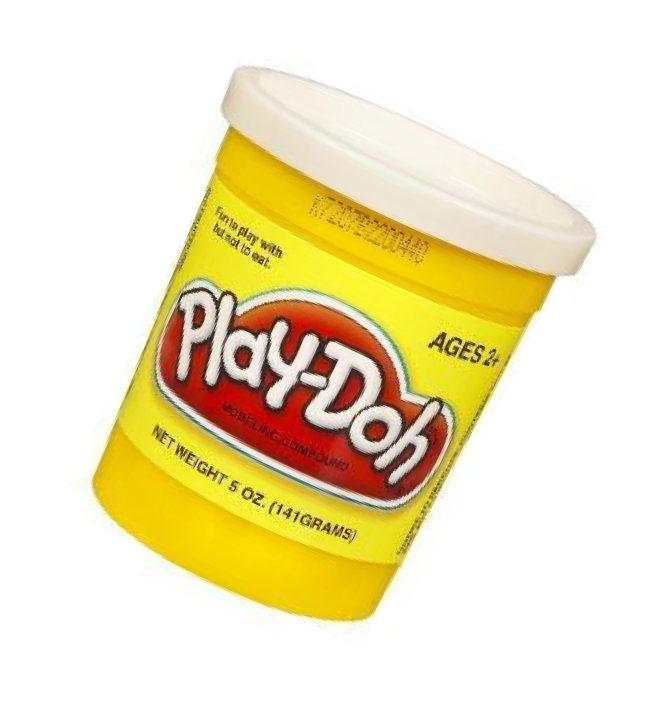 Fun to play with
but not to eat.
AGES 2+
Play-Doh
MODELING COMPOUND
NET WEIGHT 5 OZ. (141GRAMS)